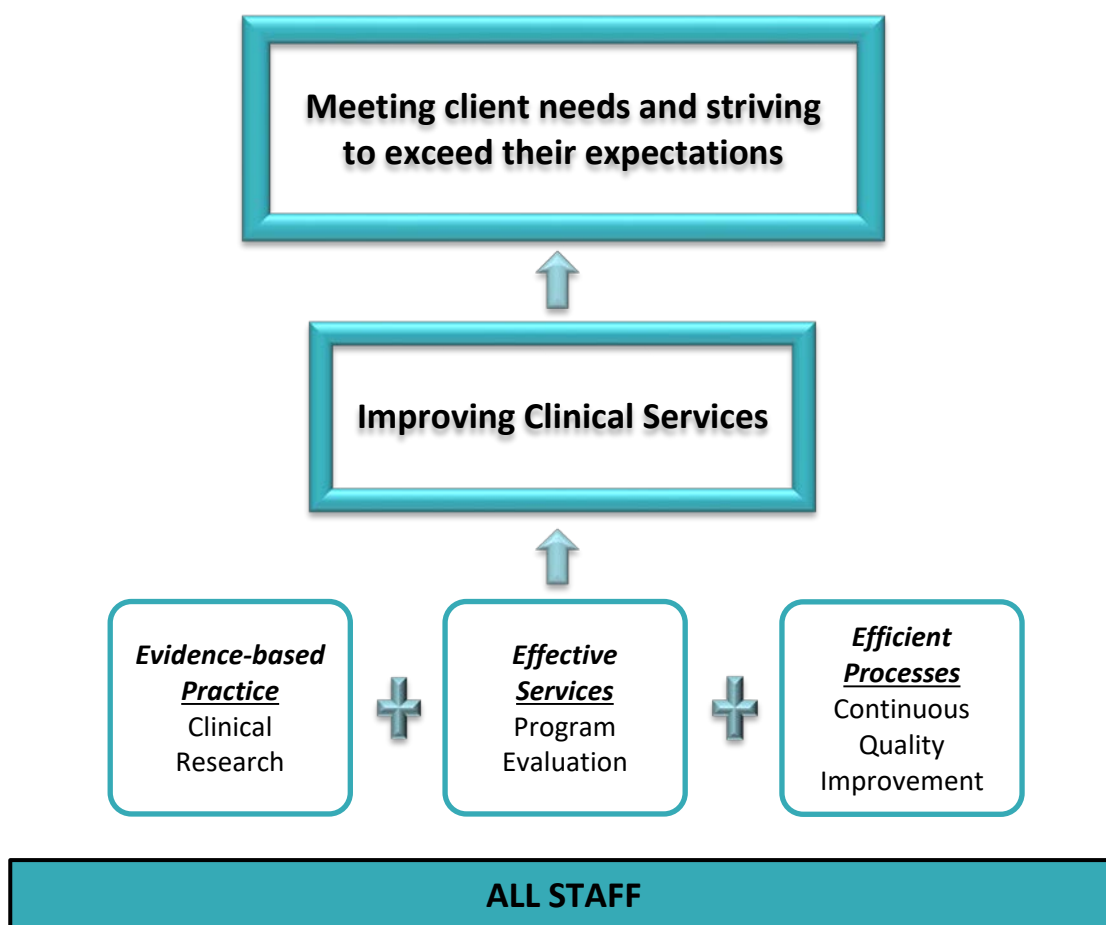 Meeting client needs and striving
to exceed their expectations
Improving Clinical Services
Evidence-based
Practice
Clinical
Research
Effective
Services
Program
Evaluation
Efficient
Processes
Continuous
Quality
Improvement
ALL STAFF